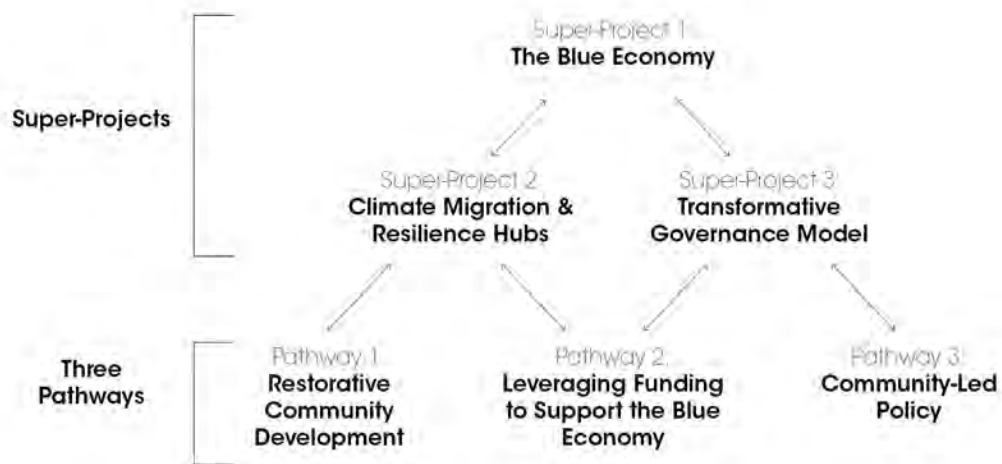 Super-Projects
Super-Project 1:
The Blue Economy
Super-Project 2:
Climate Migration &
Resilience Hubs
Super-Project 3:
Transformative
Governance Model
Three
Pathways
Pathway 1:
Restorative
Community
Development
Pathway 2:
Leveraging Funding
to Support the Blue
Economy
Pathway 3:
Community-Led
Policy